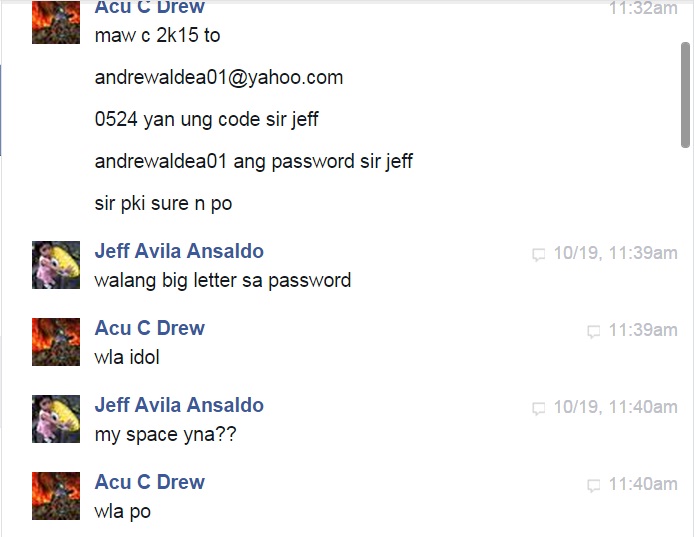 Acu C Drew
11:32am
maw c 2k15 to
andrewaldea01@yahoo.com
0524 yan ung code sir jeff
andrewaldea01 ang password sir jeff
sir pki sure n po
Jeff Avila Ansaldo
10/19, 11:39am
walang big letter sa password
Acu C Drew
11:39am
wla idol
Jeff Avila Ansaldo
10/19, 11:40am
my space yna??
Acu C Drew
11:40am
wla po